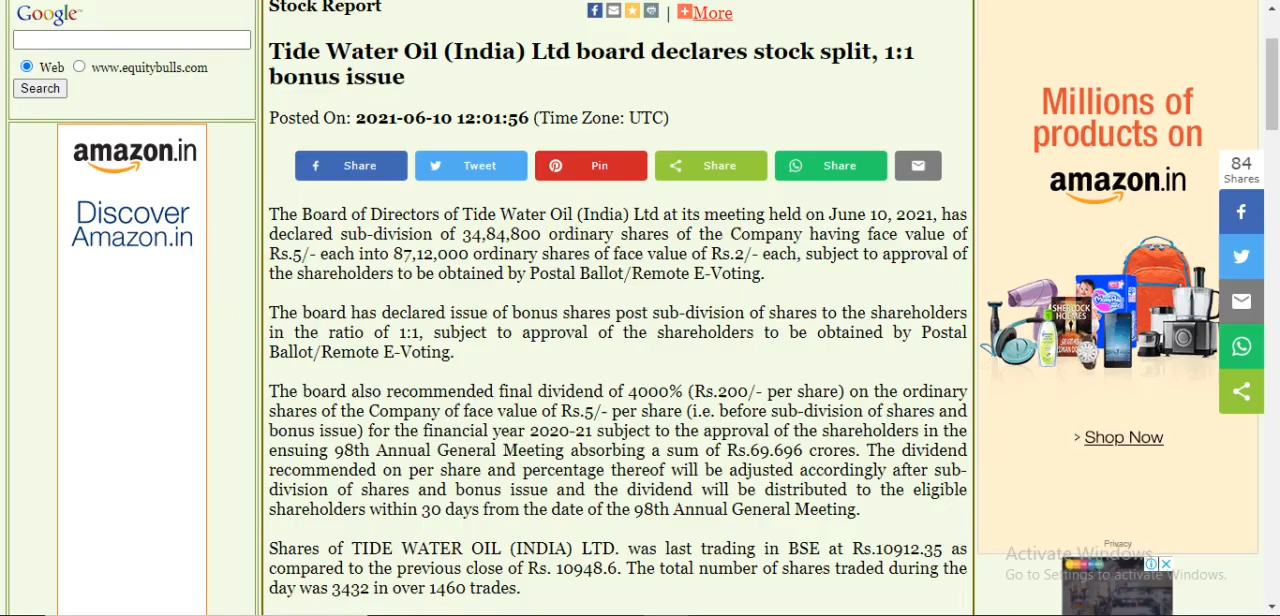 Google™
Web www.equitybulls.com
Search
amazon.in
Discover
Amazon.in
Stock Report
| More
Tide Water Oil (India) Ltd board declares stock split, 1:1
bonus issue
Posted On: 2021-06-10 12:01:56 (Time Zone: UTC)
Share Tweet Pin Share Share
The Board of Directors of Tide Water Oil (India) Ltd at its meeting held on June 10, 2021, has
declared sub-division of 34,84,800 ordinary shares of the Company having face value of
Rs.5/- each into 87,12,000 ordinary shares of face value of Rs.2/- each, subject to approval of
the shareholders to be obtained by Postal Ballot/Remote E-Voting.
The board has declared issue of bonus shares post sub-division of shares to the shareholders
in the ratio of 1:1, subject to approval of the shareholders to be obtained by Postal
Ballot/Remote E-Voting.
The board also recommended final dividend of 4000% (Rs.200/- per share) on the ordinary
shares of the Company of face value of Rs.5/- per share (i.e. before sub-division of shares and
bonus issue) for the financial year 2020-21 subject to the approval of the shareholders in the
ensuing 98th Annual General Meeting absorbing a sum of Rs.69.696 crores. The dividend
recommended on per share and percentage thereof will be adjusted accordingly after sub-
division of shares and bonus issue and the dividend will be distributed to the eligible
shareholders within 30 days from the date of the 98th Annual General Meeting.
Shares of TIDE WATER OIL (INDIA) LTD. was last trading in BSE at Rs.10912.35 as
compared to the previous close of Rs. 10948.6. The total number of shares traded during the
day was 3432 in over 1460 trades.
Millions of
products on
amazon.in
84
Shares
SHERLOCK
HOLMES
> Shop Now
Privacy
Activate Windows
Go to Settings to activate Windows.